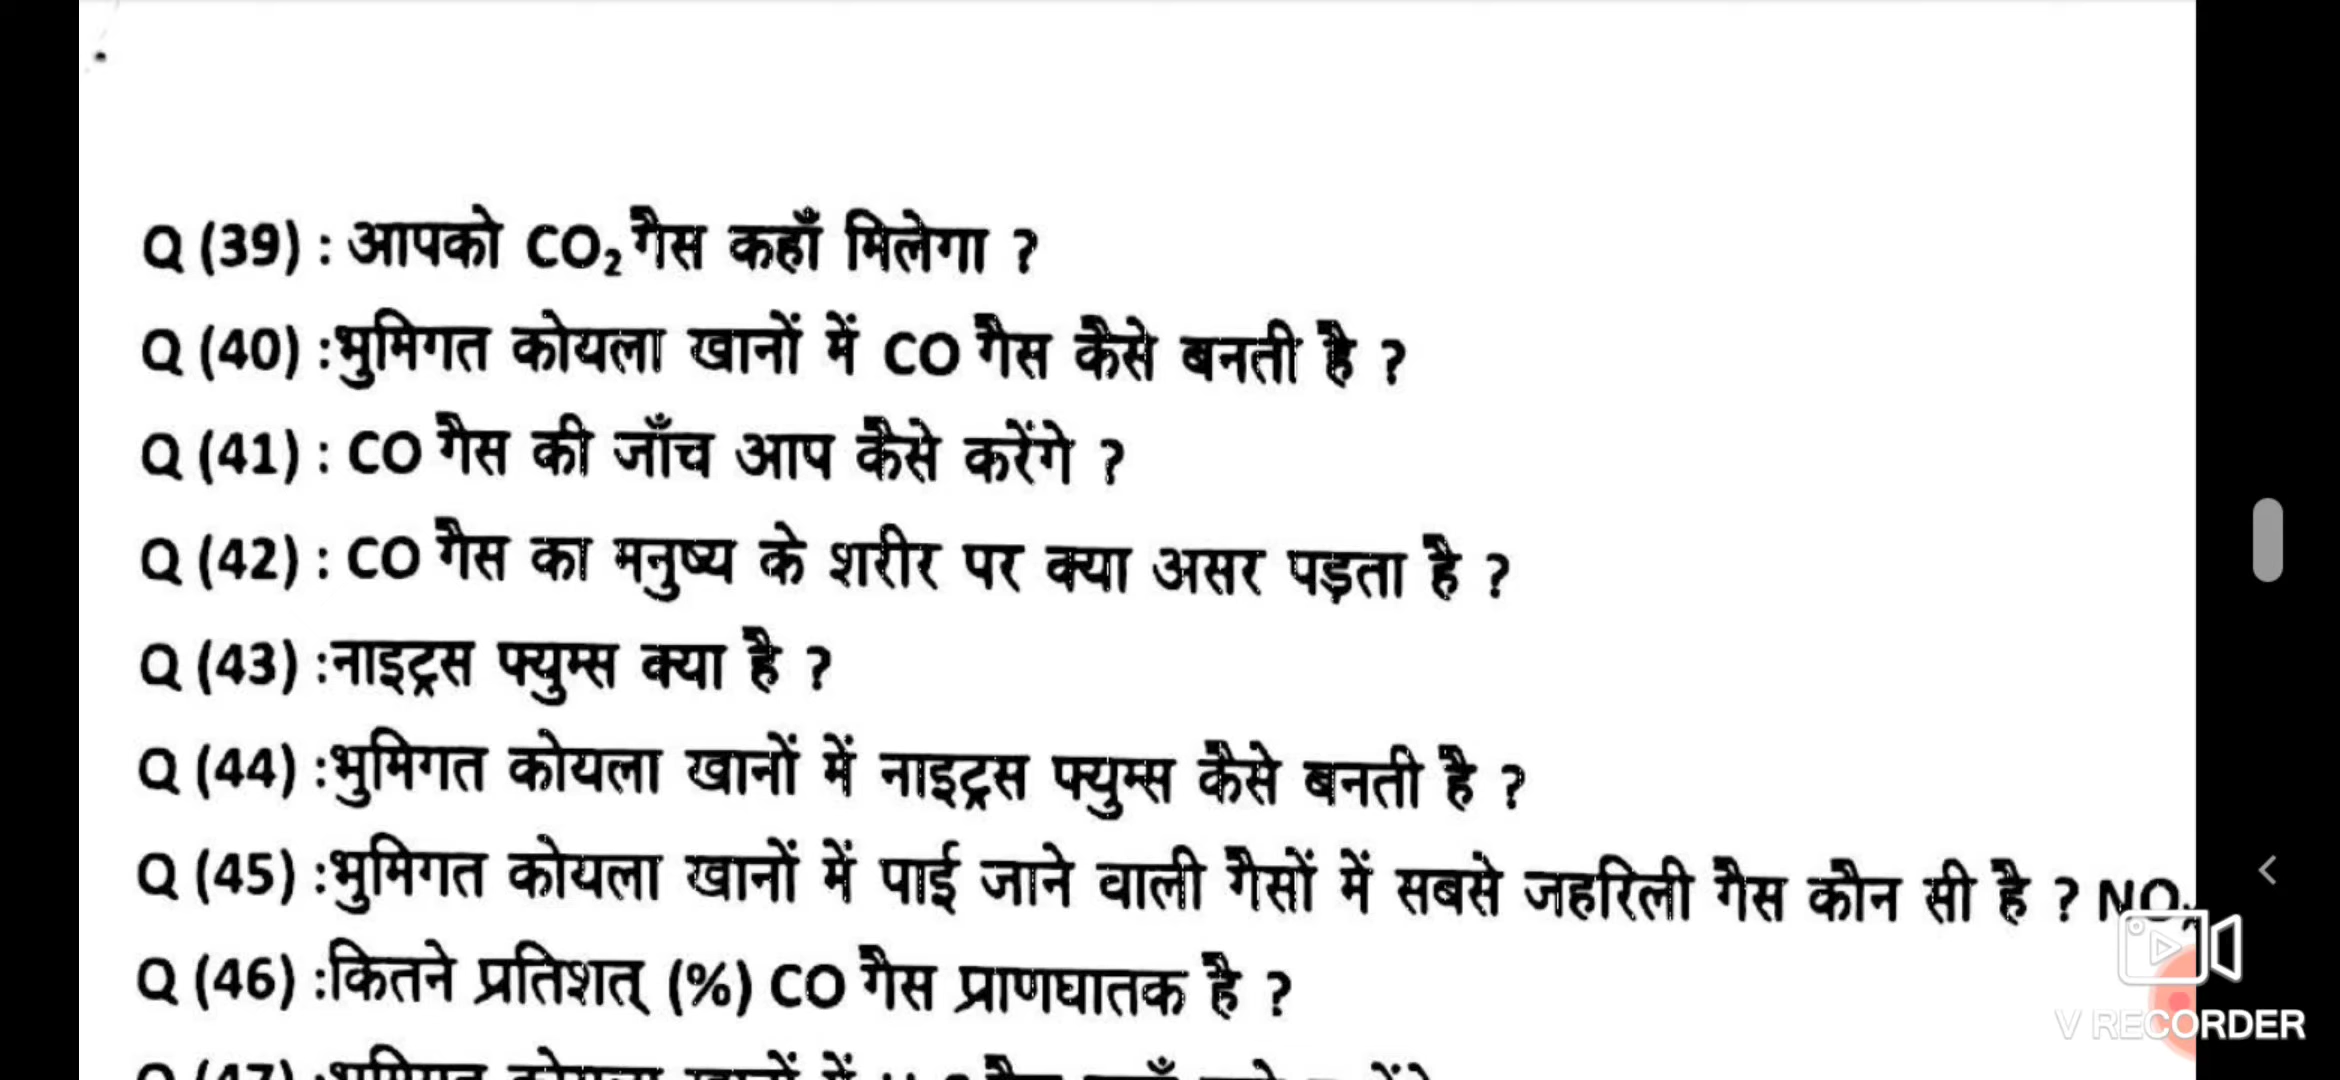 Q (39) : आपको CO₂ गैस कहाँ मिलेगा ?
Q (40) :भुमिगत कोयला खानों में CO गैस कैसे बनती है ?
Q (41) : CO गैस की जाँच आप कैसे करेंगे ?
Q (42) : CO गैस का मनुष्य के शरीर पर क्या असर पड़ता है ?
Q (43) :नाइट्रस फ्युम्स क्या है ?
Q (44) :भुमिगत कोयला खानों में नाइट्रस फ्युम्स कैसे बनती है ?
Q (45) :भुमिगत कोयला खानों में पाई जाने वाली गैसों में सबसे जहरिली गैस कौन सी है ? NO₂
Q (46) :कितने प्रतिशत् (%) CO गैस प्राणघातक है ?
V RECORDER